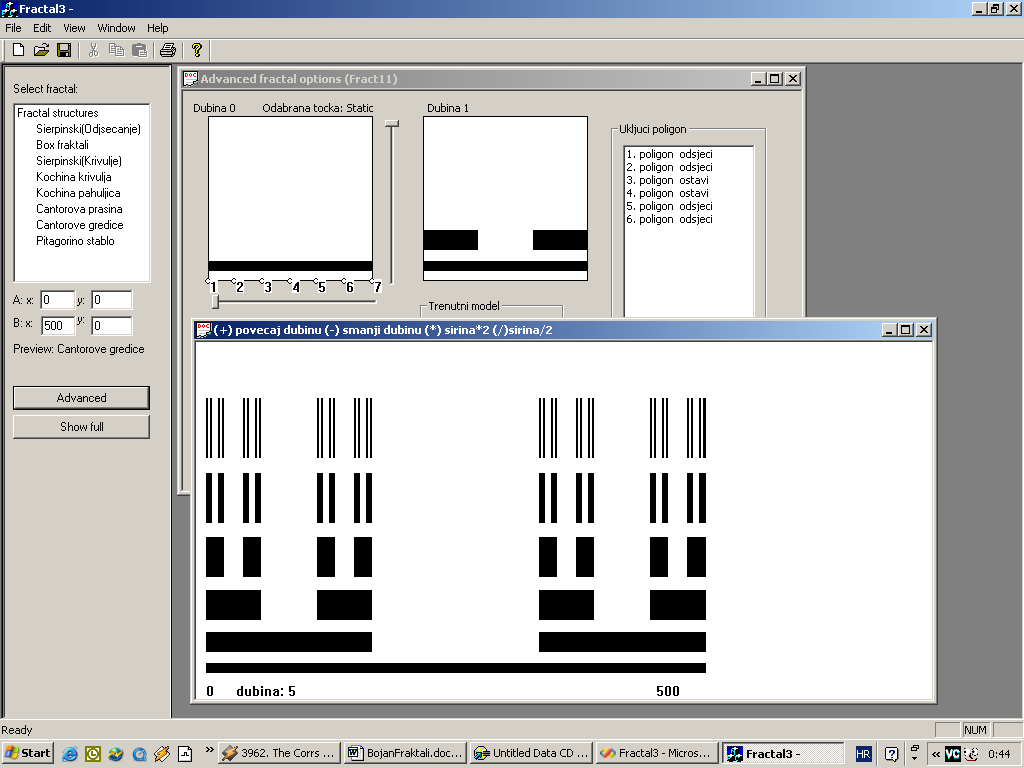 Fractal3 -
File Edit View Window Help
Select fractal:
Fractal structures
Sierpinski(Odjsecanje)
Box fraktali
Sierpinski(Krivulje)
Kochina krivulja
Kochina pahuljica
Cantorova prasina
Cantorove gredice
Pitagorino stablo
A: x: 0 y: 0
B: x: 500 y: 0
Preview: Cantorove gredice
Advanced
Show full
Advanced fractal options (Fract11)
Dubina 0 Odabrana tocka: Static Dubina 1
1 2 3 4 5 6 7
Ukljuci poligon
1. poligon odsjeci
2. poligon odsjeci
3. poligon ostavi
4. poligon ostavi
5. poligon odsjeci
6. poligon odsjeci
Trenutni model
(+) povecaj dubinu (-) smanji dubinu (*) sirina*2 (/)sirina/2
0 dubina: 5 500
Ready NUM
Start 3962. The Corrs ... BojanFraktali.doc... Untitled Data CD ... Fractal3 - Micros... Fractal3 - HR VC 0:44